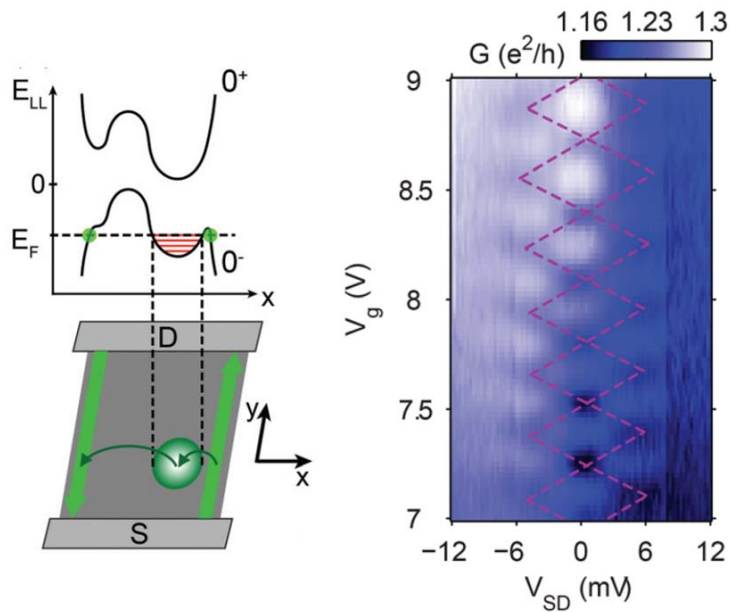 E_LL
0⁺
0
E_F
0⁻
x
D
y
x
S
1.16 1.23 1.3
G (e²/h)
9
8.5
8
7.5
7
V_g (V)
−12 −6 0 6 12
V_SD (mV)